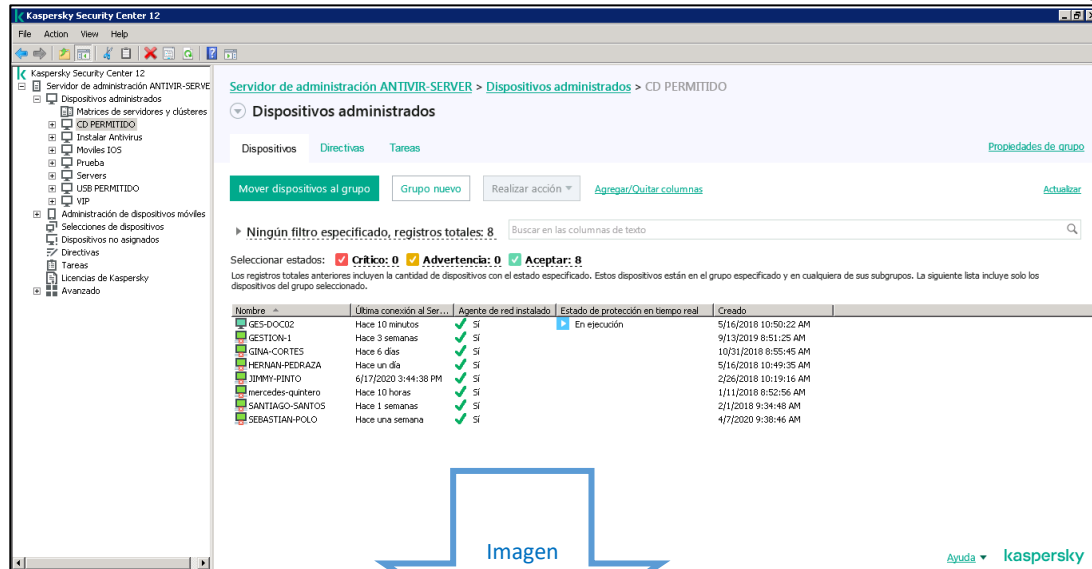 Kaspersky Security Center 12
File Action View Help
Kaspersky Security Center 12
Servidor de administración ANTIVIR-SERVE
Dispositivos administrados
Matrices de servidores y clústeres
CD PERMITIDO
Instalar Antivirus
Moviles IOS
Prueba
Servers
USB PERMITIDO
VIP
Administración de dispositivos móviles
Selecciones de dispositivos
Dispositivos no asignados
Directivas
Tareas
Licencias de Kaspersky
Avanzado
Servidor de administración ANTIVIR-SERVER > Dispositivos administrados > CD PERMITIDO
Dispositivos administrados
Dispositivos Directivas Tareas Propiedades de grupo
Mover dispositivos al grupo Grupo nuevo Realizar acción Agregar/Quitar columnas Actualizar
Ningún filtro especificado, registros totales: 8 Buscar en las columnas de texto
Seleccionar estados: Crítico: 0 Advertencia: 0 Aceptar: 8
Los registros totales anteriores incluyen la cantidad de dispositivos con el estado especificado. Estos dispositivos están en el grupo especificado y en cualquiera de sus subgrupos. La siguiente lista incluye solo los
dispositivos del grupo seleccionado.
Nombre Última conexión al Ser... Agente de red instalado Estado de protección en tiempo real Creado
GES-DOC02 Hace 10 minutos Sí En ejecución 5/16/2018 10:50:22 AM
GESTION-1 Hace 3 semanas Sí 9/13/2019 8:51:25 AM
GINA-CORTES Hace 6 días Sí 10/31/2018 8:55:45 AM
HERNAN-PEDRAZA Hace un día Sí 5/16/2018 10:49:35 AM
JIMMY-PINTO 6/17/2020 3:44:38 PM Sí 2/26/2018 10:19:16 AM
mercedes-quintero Hace 10 horas Sí 1/11/2018 8:52:56 AM
SANTIAGO-SANTOS Hace 1 semanas Sí 2/1/2018 9:34:48 AM
SEBASTIAN-POLO Hace una semana Sí 4/7/2020 9:38:46 AM
Imagen
Ayuda kaspersky